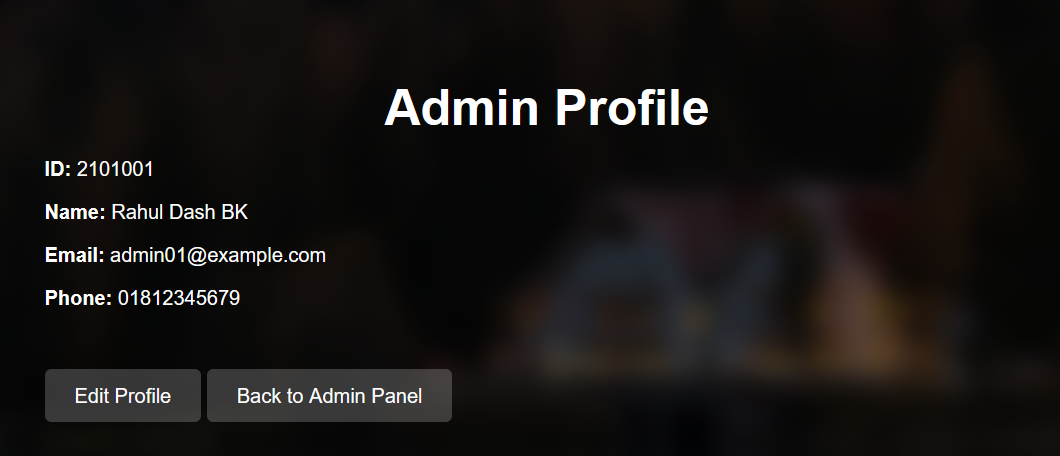 Admin Profile
ID: 2101001
Name: Rahul Dash BK
Email: admin01@example.com
Phone: 01812345679
Edit Profile Back to Admin Panel